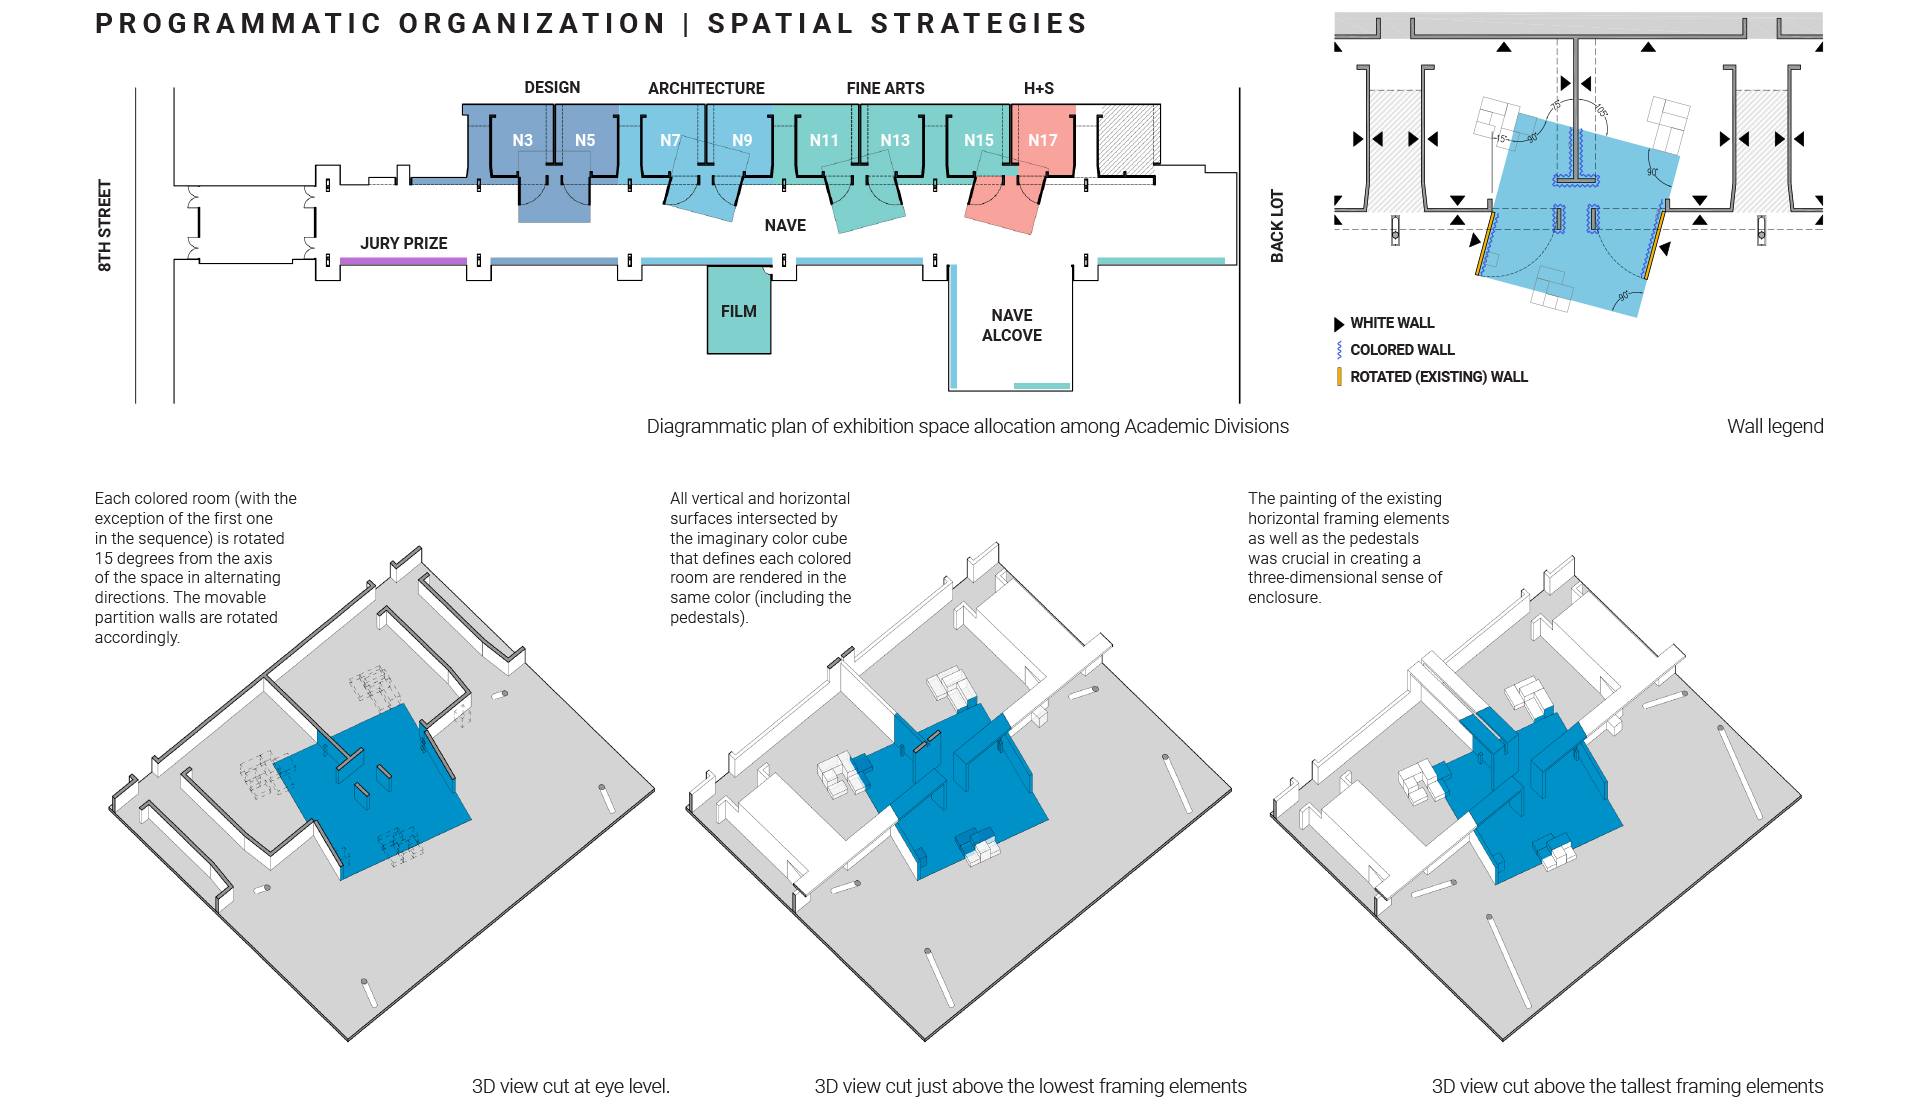 PROGRAMMATIC ORGANIZATION | SPATIAL STRATEGIES
DESIGN
ARCHITECTURE
FINE ARTS
H+S
N3
N5
N7
N9
N11
N13
N15
N17
8TH STREET
JURY PRIZE
NAVE
BACK LOT
FILM
NAVE
ALCOVE
Diagrammatic plan of exhibition space allocation among Academic Divisions
75°
105°
15°
90°
90°
90°
WHITE WALL
COLORED WALL
ROTATED (EXISTING) WALL
Wall legend
Each colored room (with the
exception of the first one
in the sequence) is rotated
15 degrees from the axis
of the space in alternating
directions. The movable
partition walls are rotated
accordingly.
All vertical and horizontal
surfaces intersected by
the imaginary color cube
that defines each colored
room are rendered in the
same color (including the
pedestals).
The painting of the existing
horizontal framing elements
as well as the pedestals
was crucial in creating a
three-dimensional sense of
enclosure.
3D view cut at eye level.
3D view cut just above the lowest framing elements
3D view cut above the tallest framing elements